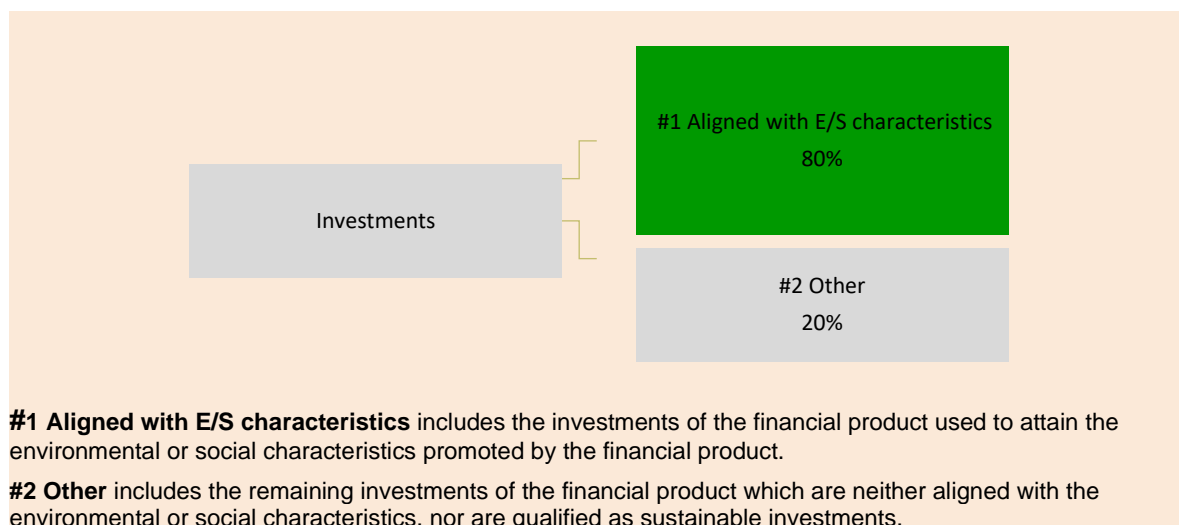 #1 Aligned with E/S characteristics
80%
Investments
#2 Other
20%
#1 Aligned with E/S characteristics includes the investments of the financial product used to attain the
environmental or social characteristics promoted by the financial product.
#2 Other includes the remaining investments of the financial product which are neither aligned with the
environmental or social characteristics, nor are qualified as sustainable investments.